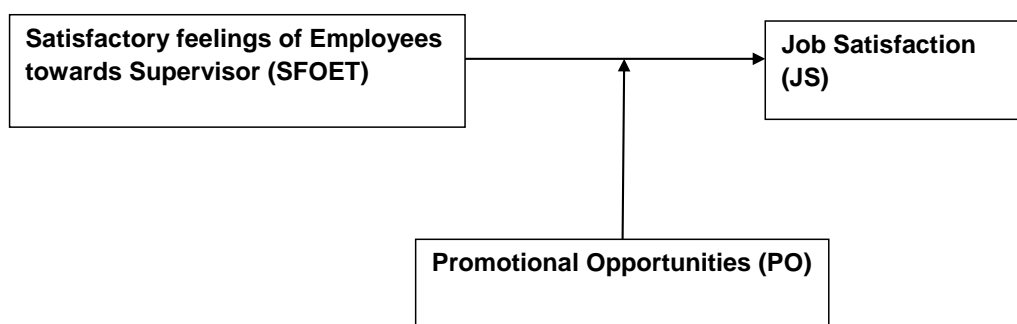 Satisfactory feelings of Employees
towards Supervisor (SFOET)
Job Satisfaction
(JS)
Promotional Opportunities (PO)